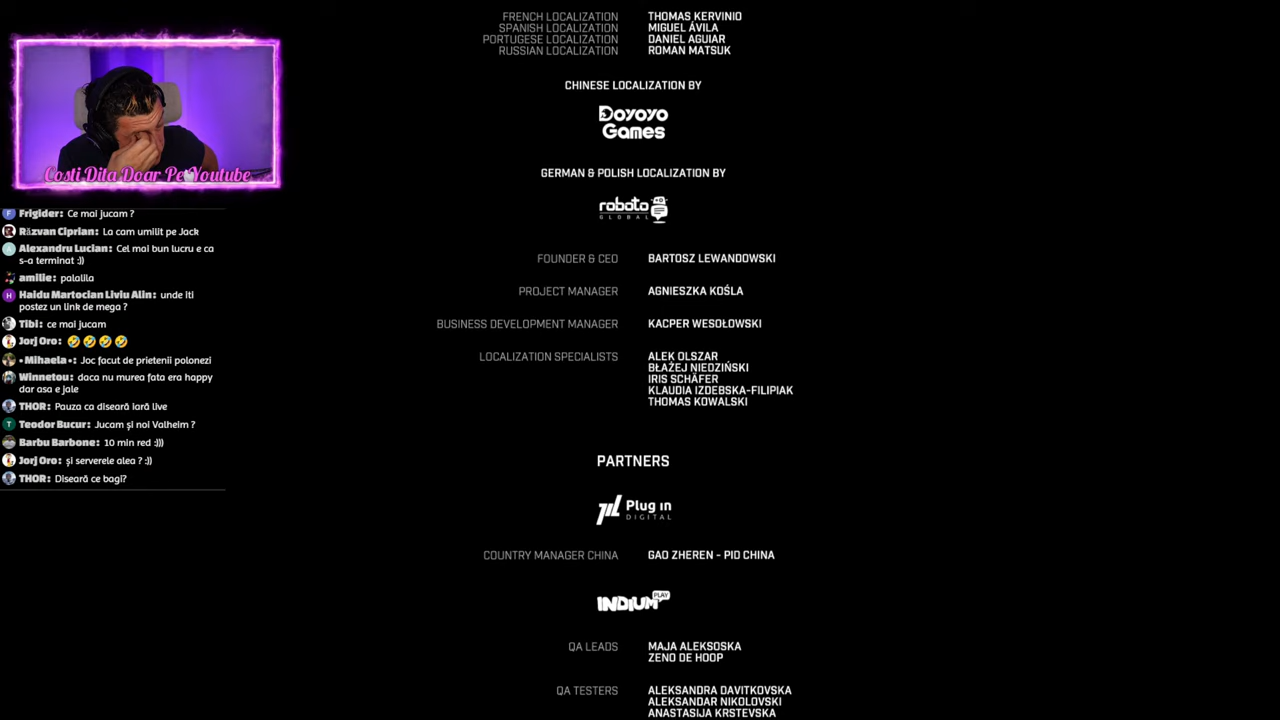 Costi Dita Doar Pe Youtube
Frigider: Ce mai jucam ?
Răzvan Ciprian: La cam umilit pe Jack
Alexandru Lucian: Cel mai bun lucru e ca
s-a terminat :))
amilie: palalila
Haidu Martocian Liviu Alin: unde iti
postez un link de mega ?
Tibi: ce mai jucam
Jorj Oro: 🤣 🤣 🤣 🤣
•Mihaela•: Joc facut de prietenii polonezi
Winnetou: daca nu murea fata era happy
dar asa e jale
THOR: Pauza ca diseară iară live
Teodor Bucur: Jucam și noi Valheim ?
Barbu Barbone: 10 min red :)))
Jorj Oro: și serverele alea ? :))
THOR: Diseară ce bagi?
FRENCH LOCALIZATION THOMAS KERVINIO
SPANISH LOCALIZATION MIGUEL ÁVILA
PORTUGESE LOCALIZATION DANIEL AGUIAR
RUSSIAN LOCALIZATION ROMAN MATSUK
CHINESE LOCALIZATION BY
Doyoyo
Games
GERMAN & POLISH LOCALIZATION BY
roboto
GLOBAL
FOUNDER & CEO BARTOSZ LEWANDOWSKI
PROJECT MANAGER AGNIESZKA KOŚLA
BUSINESS DEVELOPMENT MANAGER KACPER WESOŁOWSKI
LOCALIZATION SPECIALISTS ALEK OLSZAR
BŁAŻEJ NIEDZIŃSKI
IRIS SCHÄFER
KLAUDIA IZDEBSKA-FILIPIAK
THOMAS KOWALSKI
PARTNERS
Plug in
DIGITAL
COUNTRY MANAGER CHINA GAO ZHEREN - PID CHINA
INDIUM PLAY
QA LEADS MAJA ALEKSOSKA
ZENO DE HOOP
QA TESTERS ALEKSANDRA DAVITKOVSKA
ALEKSANDAR NIKOLOVSKI
ANASTASIJA KRSTEVSKA